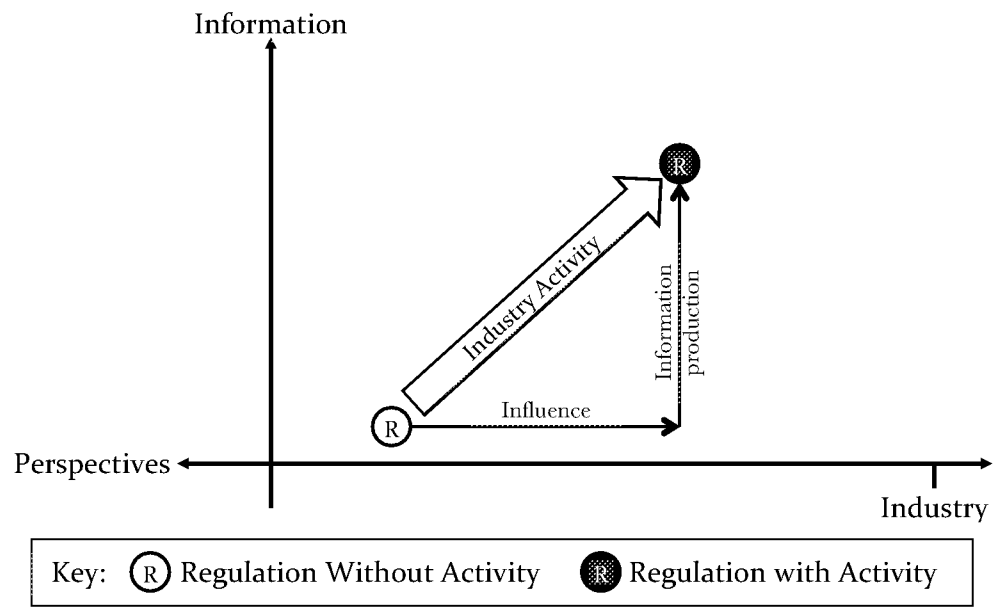 Information
R
Industry Activity
Information
production
Influence
R
Perspectives
Industry
Key: R Regulation Without Activity R Regulation with Activity